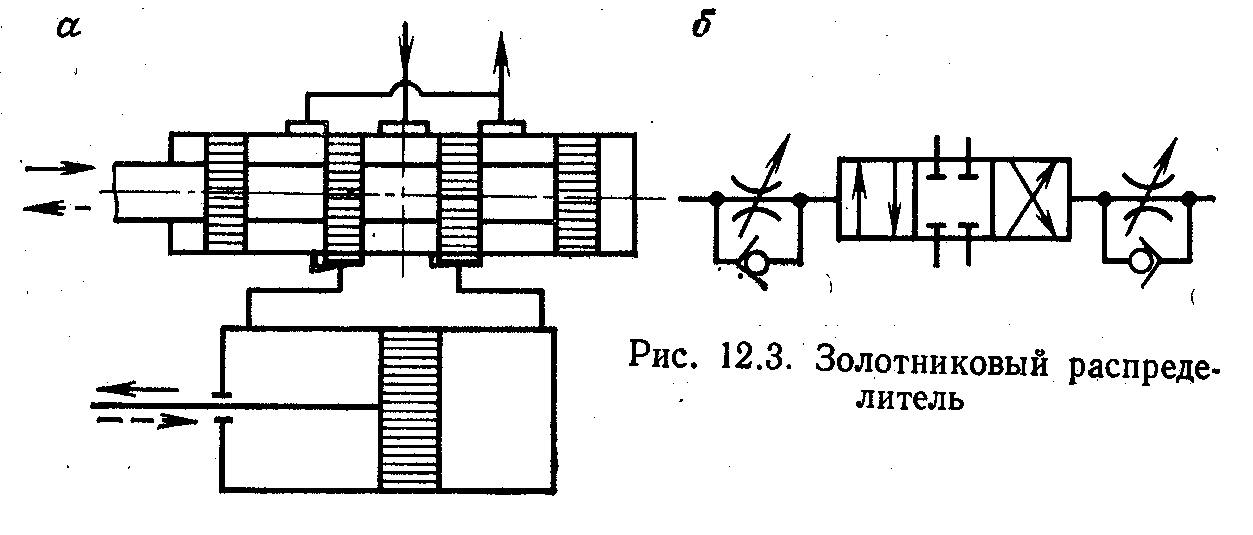 а
б
Рис. 12.3. Золотниковый распреде-
литель